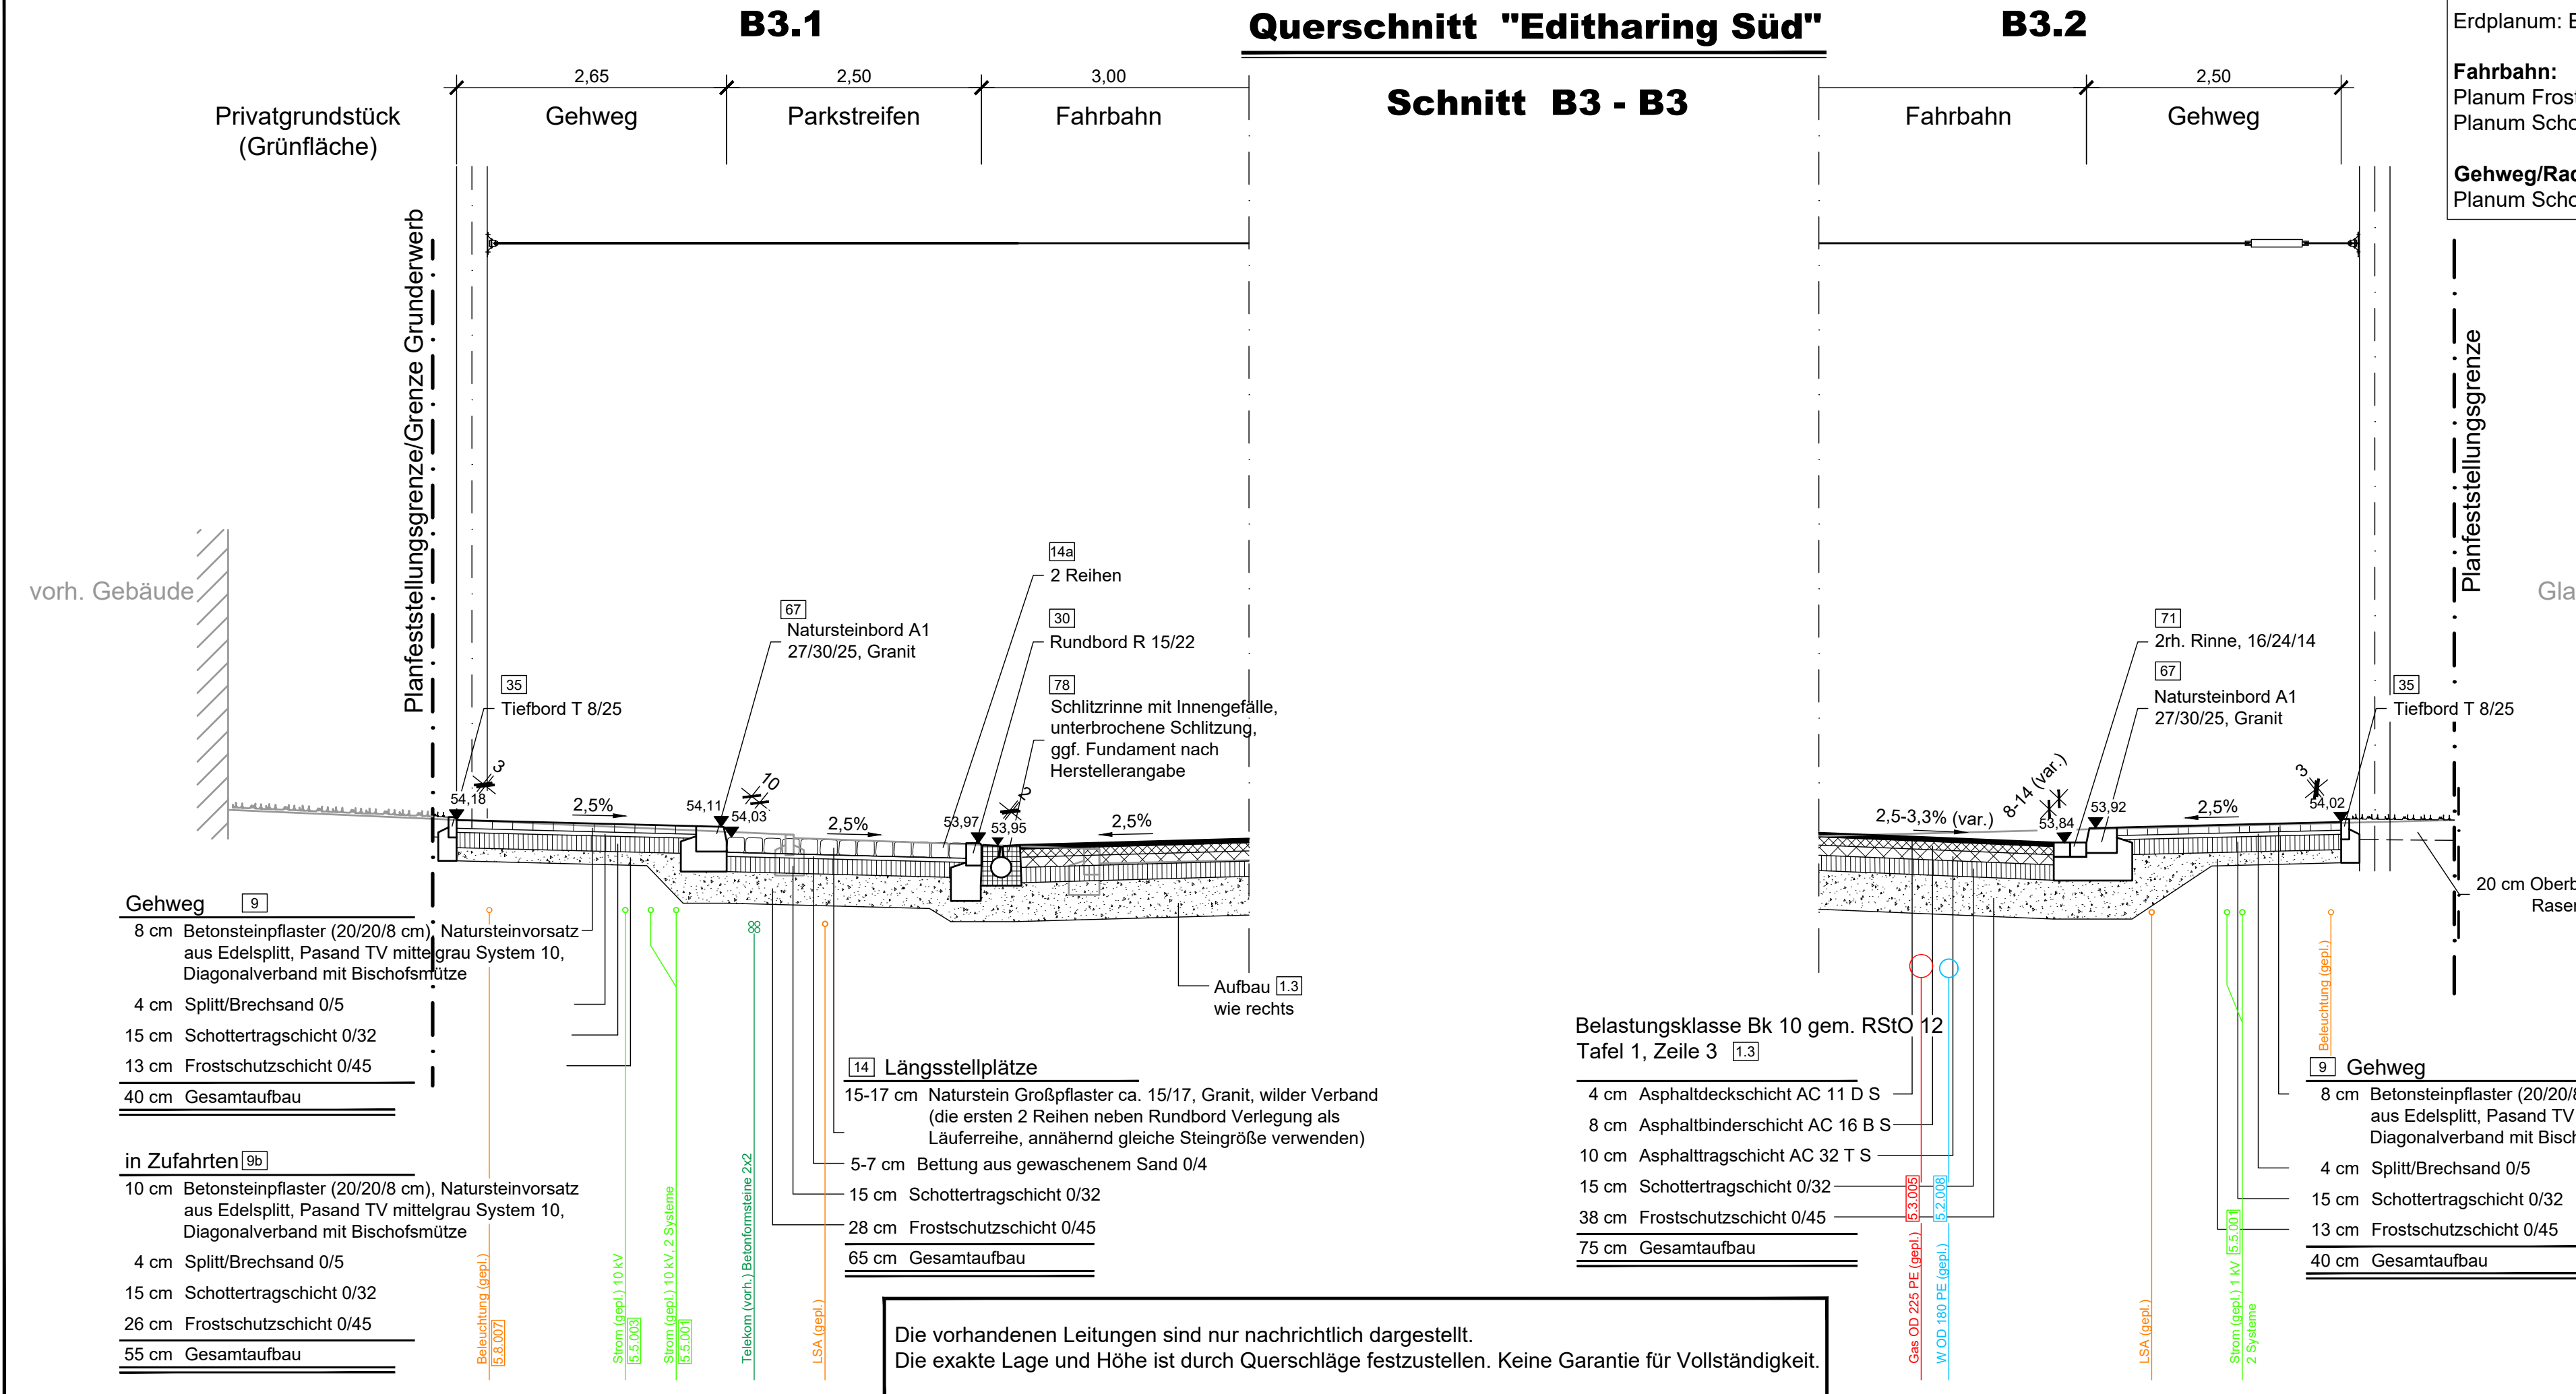 B3.1
Querschnitt "Editharing Süd"
B3.2
Schnitt B3 - B3
2,65
2,50
3,00
2,50
Privatgrundstück
(Grünfläche)
Gehweg
Parkstreifen
Fahrbahn
Fahrbahn
Gehweg
Erdplanum: E
Fahrbahn:
Planum Fros
Planum Scho
Gehweg/Rad
Planum Scho
Planfeststellungsgrenze/Grenze Grunderwerb
Planfeststellungsgrenze
vorh. Gebäude
Gla
35
Tiefbord T 8/25
67
Natursteinbord A1
27/30/25, Granit
14a
2 Reihen
30
Rundbord R 15/22
78
Schlitzrinne mit Innengefälle,
unterbrochene Schlitzung,
ggf. Fundament nach
Herstellerangabe
71
2rh. Rinne, 16/24/14
67
Natursteinbord A1
27/30/25, Granit
35
Tiefbord T 8/25
3
54,18
2,5%
54,11
10
54,03
2,5%
53,97
2
53,95
2,5%
2,5-3,3% (var.)
8-14 (var.)
53,84
53,92
2,5%
3
54,02
20 cm Oberb
Rasen
Aufbau 1.3
wie rechts
Gehweg 9
8 cm Betonsteinpflaster (20/20/8 cm), Natursteinvorsatz
aus Edelsplitt, Pasand TV mittelgrau System 10,
Diagonalverband mit Bischofsmütze
4 cm Splitt/Brechsand 0/5
15 cm Schottertragschicht 0/32
13 cm Frostschutzschicht 0/45
40 cm Gesamtaufbau
in Zufahrten 9b
10 cm Betonsteinpflaster (20/20/8 cm), Natursteinvorsatz
aus Edelsplitt, Pasand TV mittelgrau System 10,
Diagonalverband mit Bischofsmütze
4 cm Splitt/Brechsand 0/5
15 cm Schottertragschicht 0/32
26 cm Frostschutzschicht 0/45
55 cm Gesamtaufbau
Beleuchtung (gepl.)
5.8.007
Strom (gepl.) 10 kV
5.5.003
Strom (gepl.) 10 kV, 2 Systeme
5.5.001
Telekom (vorh.) Betonformsteine 2x2
LSA (gepl.)
14 Längsstellplätze
15-17 cm Naturstein Großpflaster ca. 15/17, Granit, wilder Verband
(die ersten 2 Reihen neben Rundbord Verlegung als
Läuferreihe, annähernd gleiche Steingröße verwenden)
5-7 cm Bettung aus gewaschenem Sand 0/4
15 cm Schottertragschicht 0/32
28 cm Frostschutzschicht 0/45
65 cm Gesamtaufbau
Belastungsklasse Bk 10 gem. RStO 12
Tafel 1, Zeile 3 1.3
4 cm Asphaltdeckschicht AC 11 D S
8 cm Asphaltbinderschicht AC 16 B S
10 cm Asphalttragschicht AC 32 T S
15 cm Schottertragschicht 0/32
38 cm Frostschutzschicht 0/45
75 cm Gesamtaufbau
Gas OD 225 PE (gepl.)
5.3.005
W OD 180 PE (gepl.)
5.2.008
LSA (gepl.)
Strom (gepl.) 1 kV
5.5.001
2 Systeme
Beleuchtung (gepl.)
9 Gehweg
8 cm Betonsteinpflaster (20/20/8
aus Edelsplitt, Pasand TV
Diagonalverband mit Bisch
4 cm Splitt/Brechsand 0/5
15 cm Schottertragschicht 0/32
13 cm Frostschutzschicht 0/45
40 cm Gesamtaufbau
Die vorhandenen Leitungen sind nur nachrichtlich dargestellt.
Die exakte Lage und Höhe ist durch Querschläge festzustellen. Keine Garantie für Vollständigkeit.